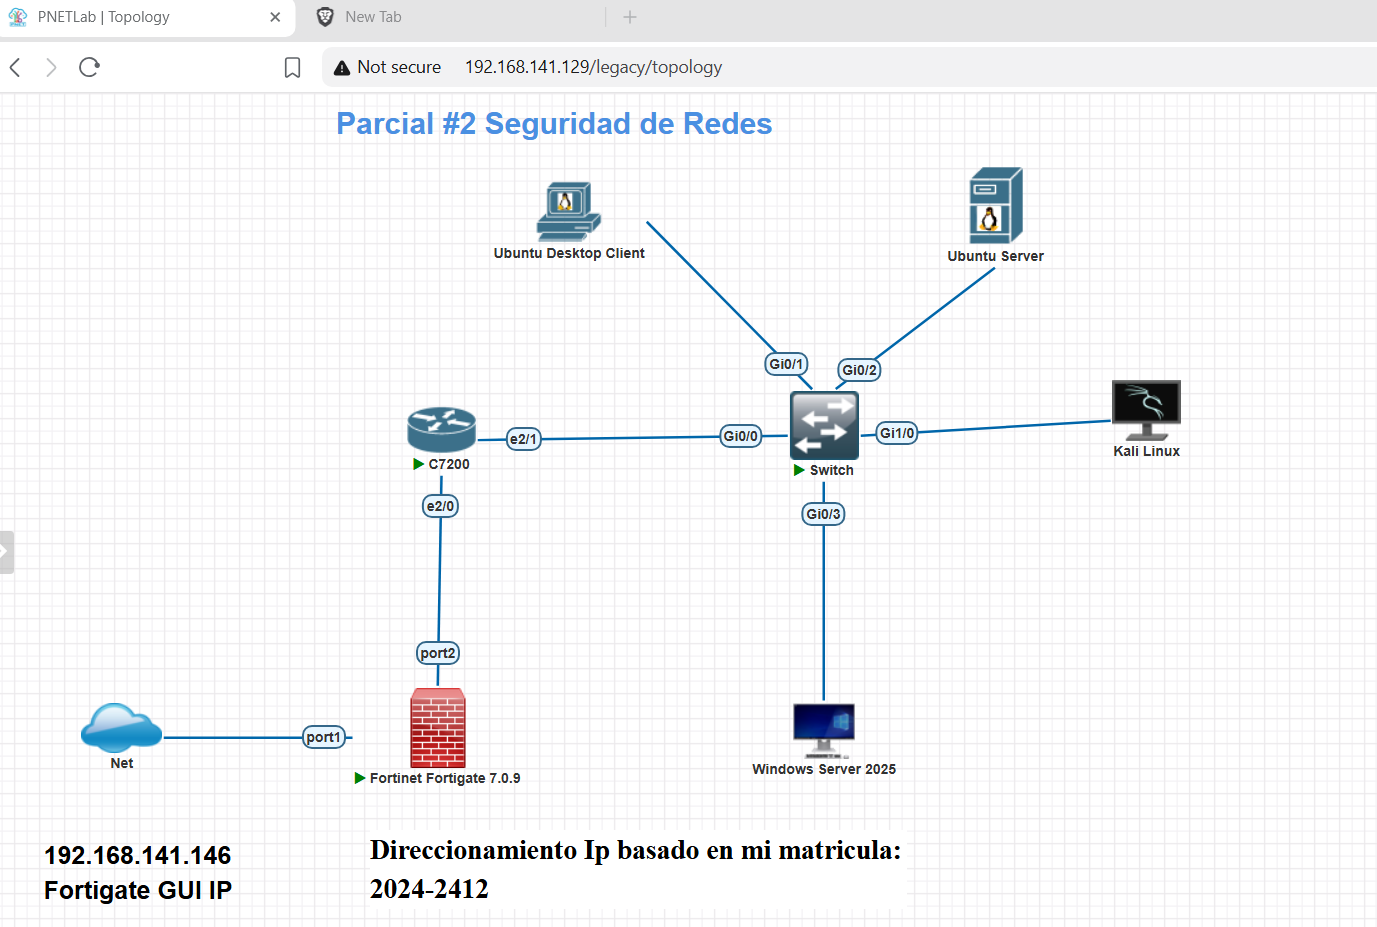 PNETLab | Topology
New Tab
Not secure 192.168.141.129/legacy/topology
Parcial #2 Seguridad de Redes
Ubuntu Desktop Client
Ubuntu Server
Gi0/1
Gi0/2
e2/1
Gi0/0
Gi1/0
Kali Linux
C7200
Switch
e2/0
Gi0/3
port2
port1
Net
Fortinet Fortigate 7.0.9
Windows Server 2025
192.168.141.146
Fortigate GUI IP
Direccionamiento Ip basado en mi matricula:
2024-2412